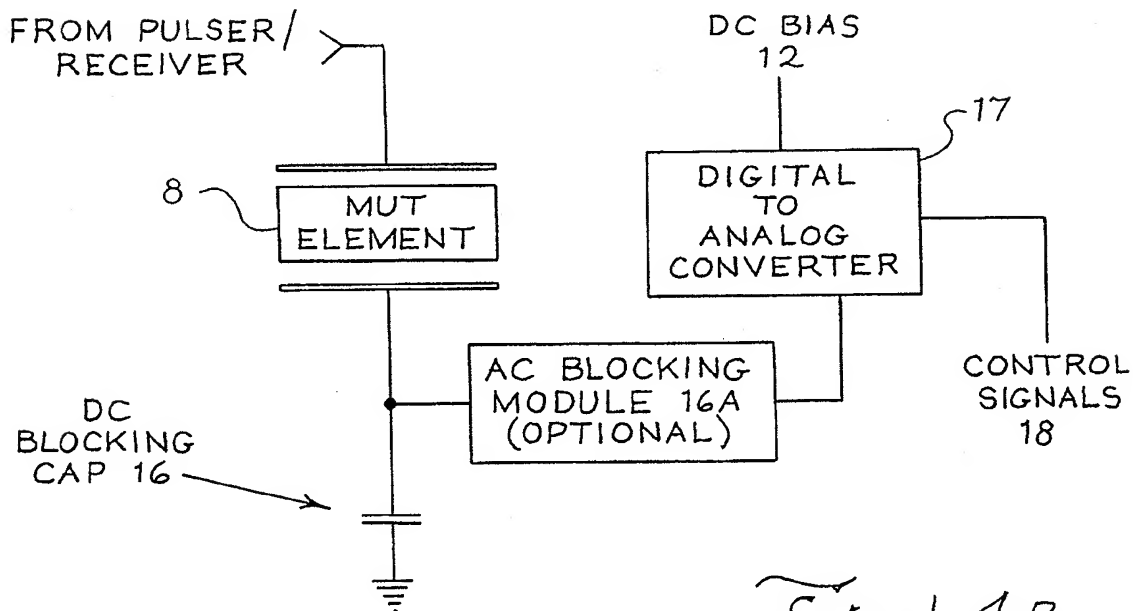 FROM PULSER/
RECEIVER
DC BIAS
12
17
8
MUT
ELEMENT
DIGITAL
TO
ANALOG
CONVERTER
AC BLOCKING
MODULE 16A
(OPTIONAL)
CONTROL
SIGNALS
18
DC
BLOCKING
CAP 16